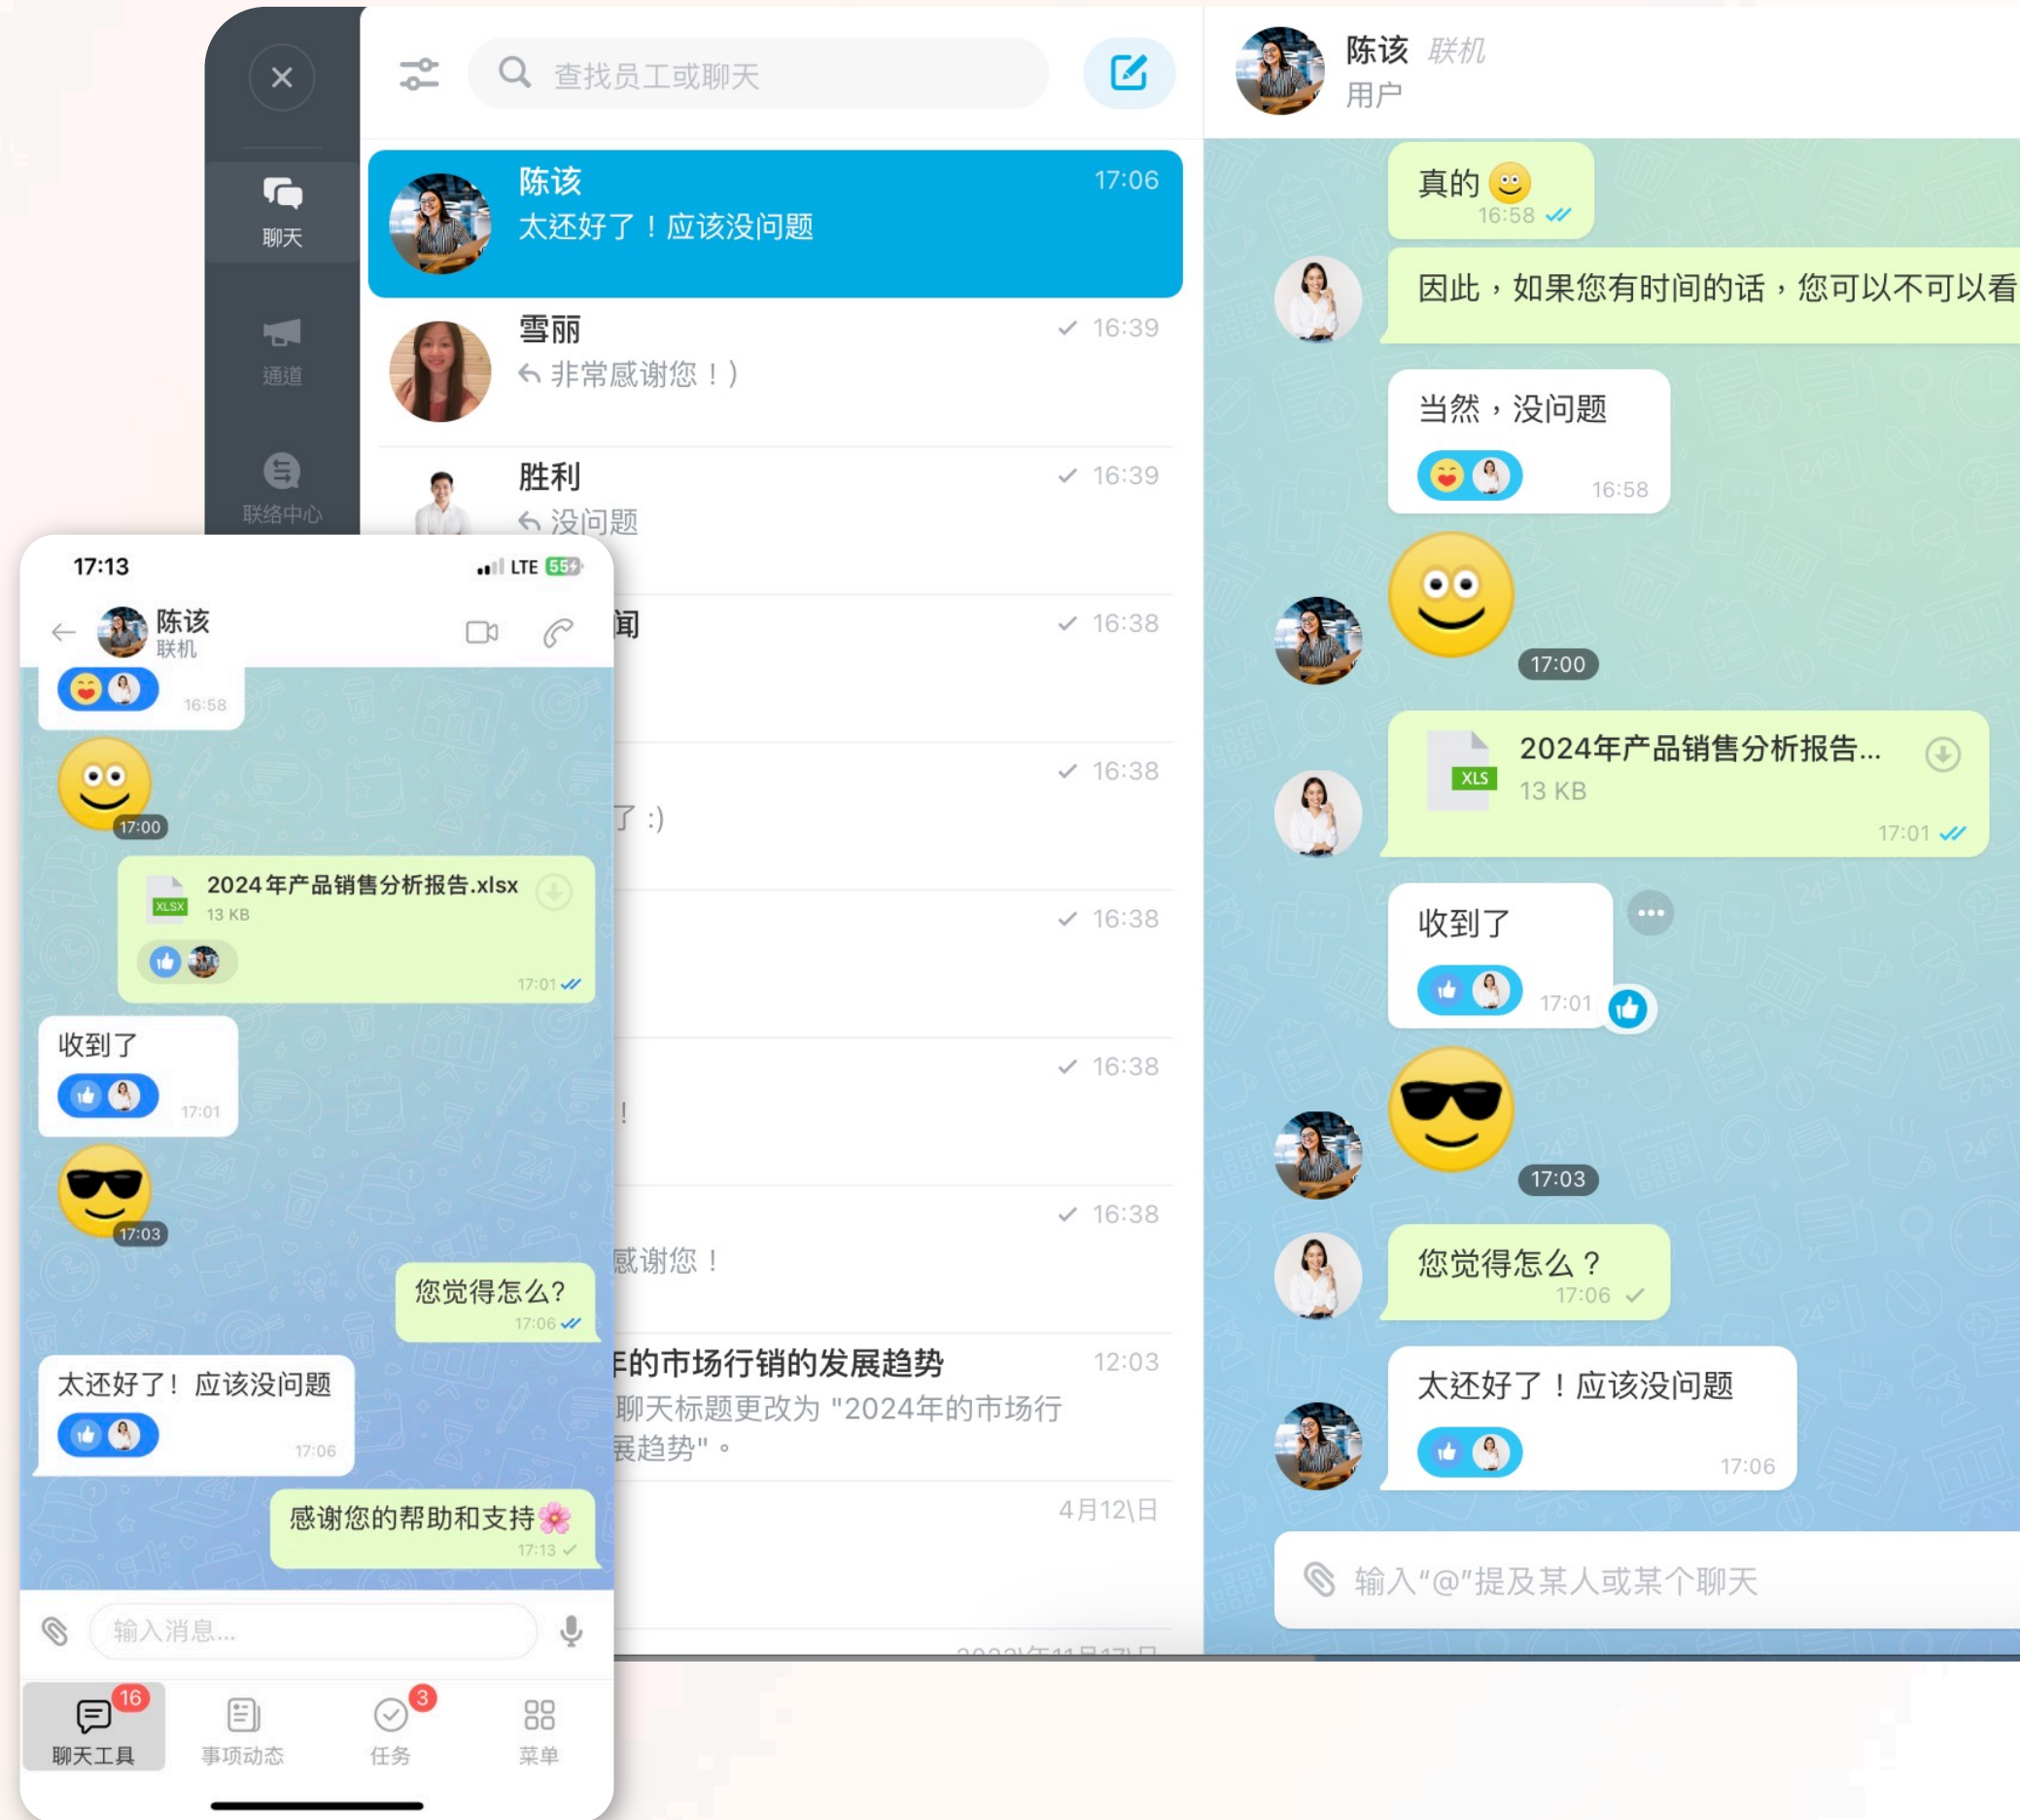 查找员工或聊天
聊天
通道
联络中心
陈该
17:06
太还好了！应该没问题
雪丽
16:39
非常感谢您！)
胜利
16:39
没问题
闻
16:38
16:38
了 :)
16:38
16:38
！
16:38
感谢您！
年的市场行销的发展趋势
12:03
聊天标题更改为 "2024年的市场行
展趋势"。
4月12\日
陈该 联机
用户
真的
16:58
因此，如果您有时间的话，您可以不可以看
当然，没问题
16:58
17:00
XLS
2024年产品销售分析报告...
13 KB
17:01
收到了
17:01
17:03
您觉得怎么？
17:06
太还好了！应该没问题
17:06
输入“@”提及某人或某个聊天
17:13
LTE 55
陈该
联机
16:58
17:00
XLSX
2024年产品销售分析报告.xlsx
13 KB
17:01
收到了
17:01
17:03
您觉得怎么?
17:06
太还好了！应该没问题
17:06
感谢您的帮助和支持
17:13
输入消息...
16
3
聊天工具
事项动态
任务
菜单